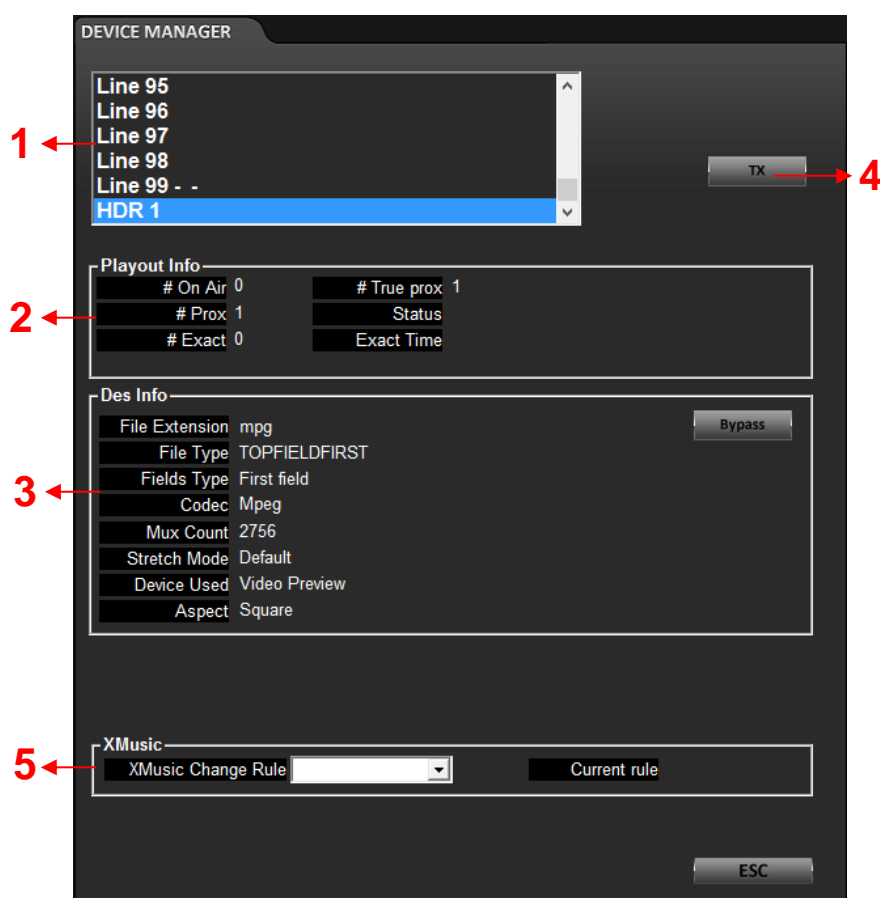 DEVICE MANAGER
Line 95
Line 96
Line 97
Line 98
Line 99 - -
HDR 1
1
TX
4
Playout Info
# On Air 0 # True prox 1
# Prox 1 Status
# Exact 0 Exact Time
2
Des Info
File Extension mpg
Bypass
File Type TOPFIELDFIRST
Fields Type First field
3
Codec Mpeg
Mux Count 2756
Stretch Mode Default
Device Used Video Preview
Aspect Square
XMusic
5
XMusic Change Rule Current rule
ESC